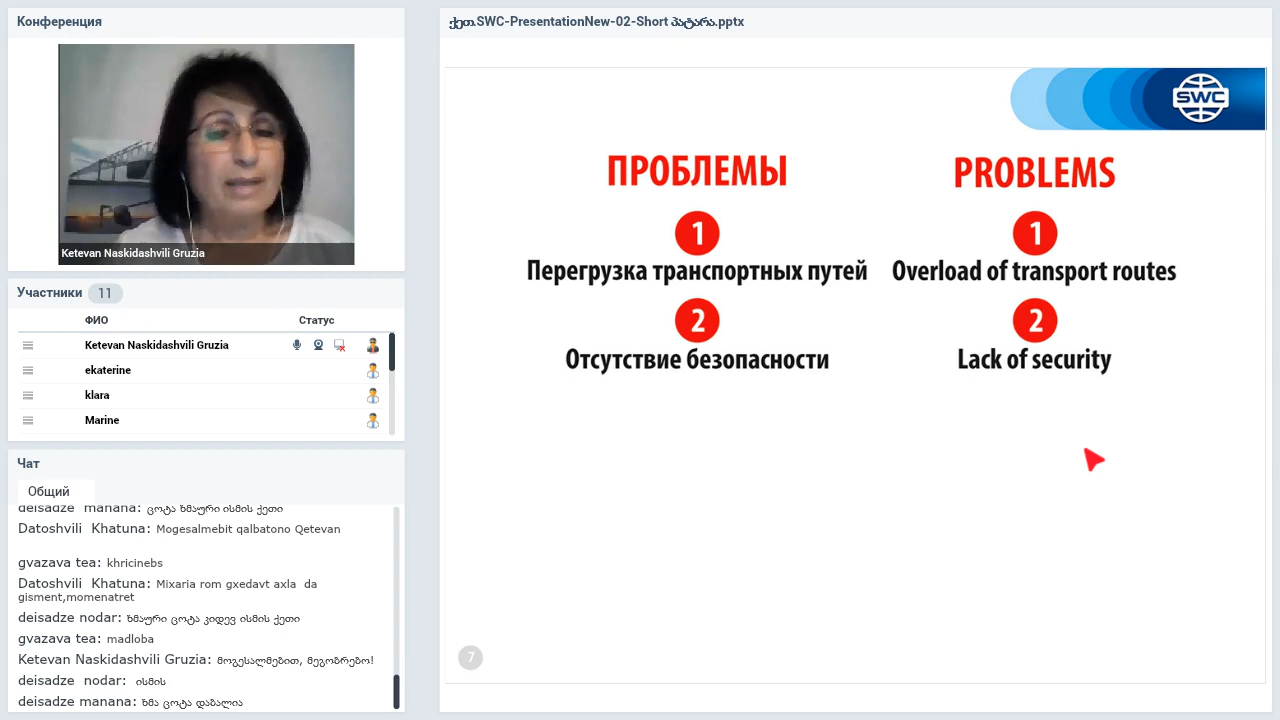 Конференция
Ketevan Naskidashvili Gruzia
Участники 11
ФИО Статус
Ketevan Naskidashvili Gruzia
ekaterine
klara
Marine
Чат
Общий
deisadze manana: ცოტა ხმაური ისმის ქეთი
Datoshvili Khatuna: Mogesalmebit qalbatono Qetevan
gvazava tea: khricinebs
Datoshvili Khatuna: Mixaria rom gxedavt axla da
gisment,momenatret
deisadze nodar: ხმაური ცოტა კიდევ ისმის ქეთი
gvazava tea: madloba
Ketevan Naskidashvili Gruzia: მოგესალმებით, მეგობრებო!
deisadze nodar: ისმის
deisadze manana: ხმა ცოტა დაბალია
ქეთ.SWC-PresentationNew-02-Short პატარა.pptx
SWC
ПРОБЛЕМЫ
1
Перегрузка транспортных путей
2
Отсутствие безопасности
PROBLEMS
1
Overload of transport routes
2
Lack of security
7